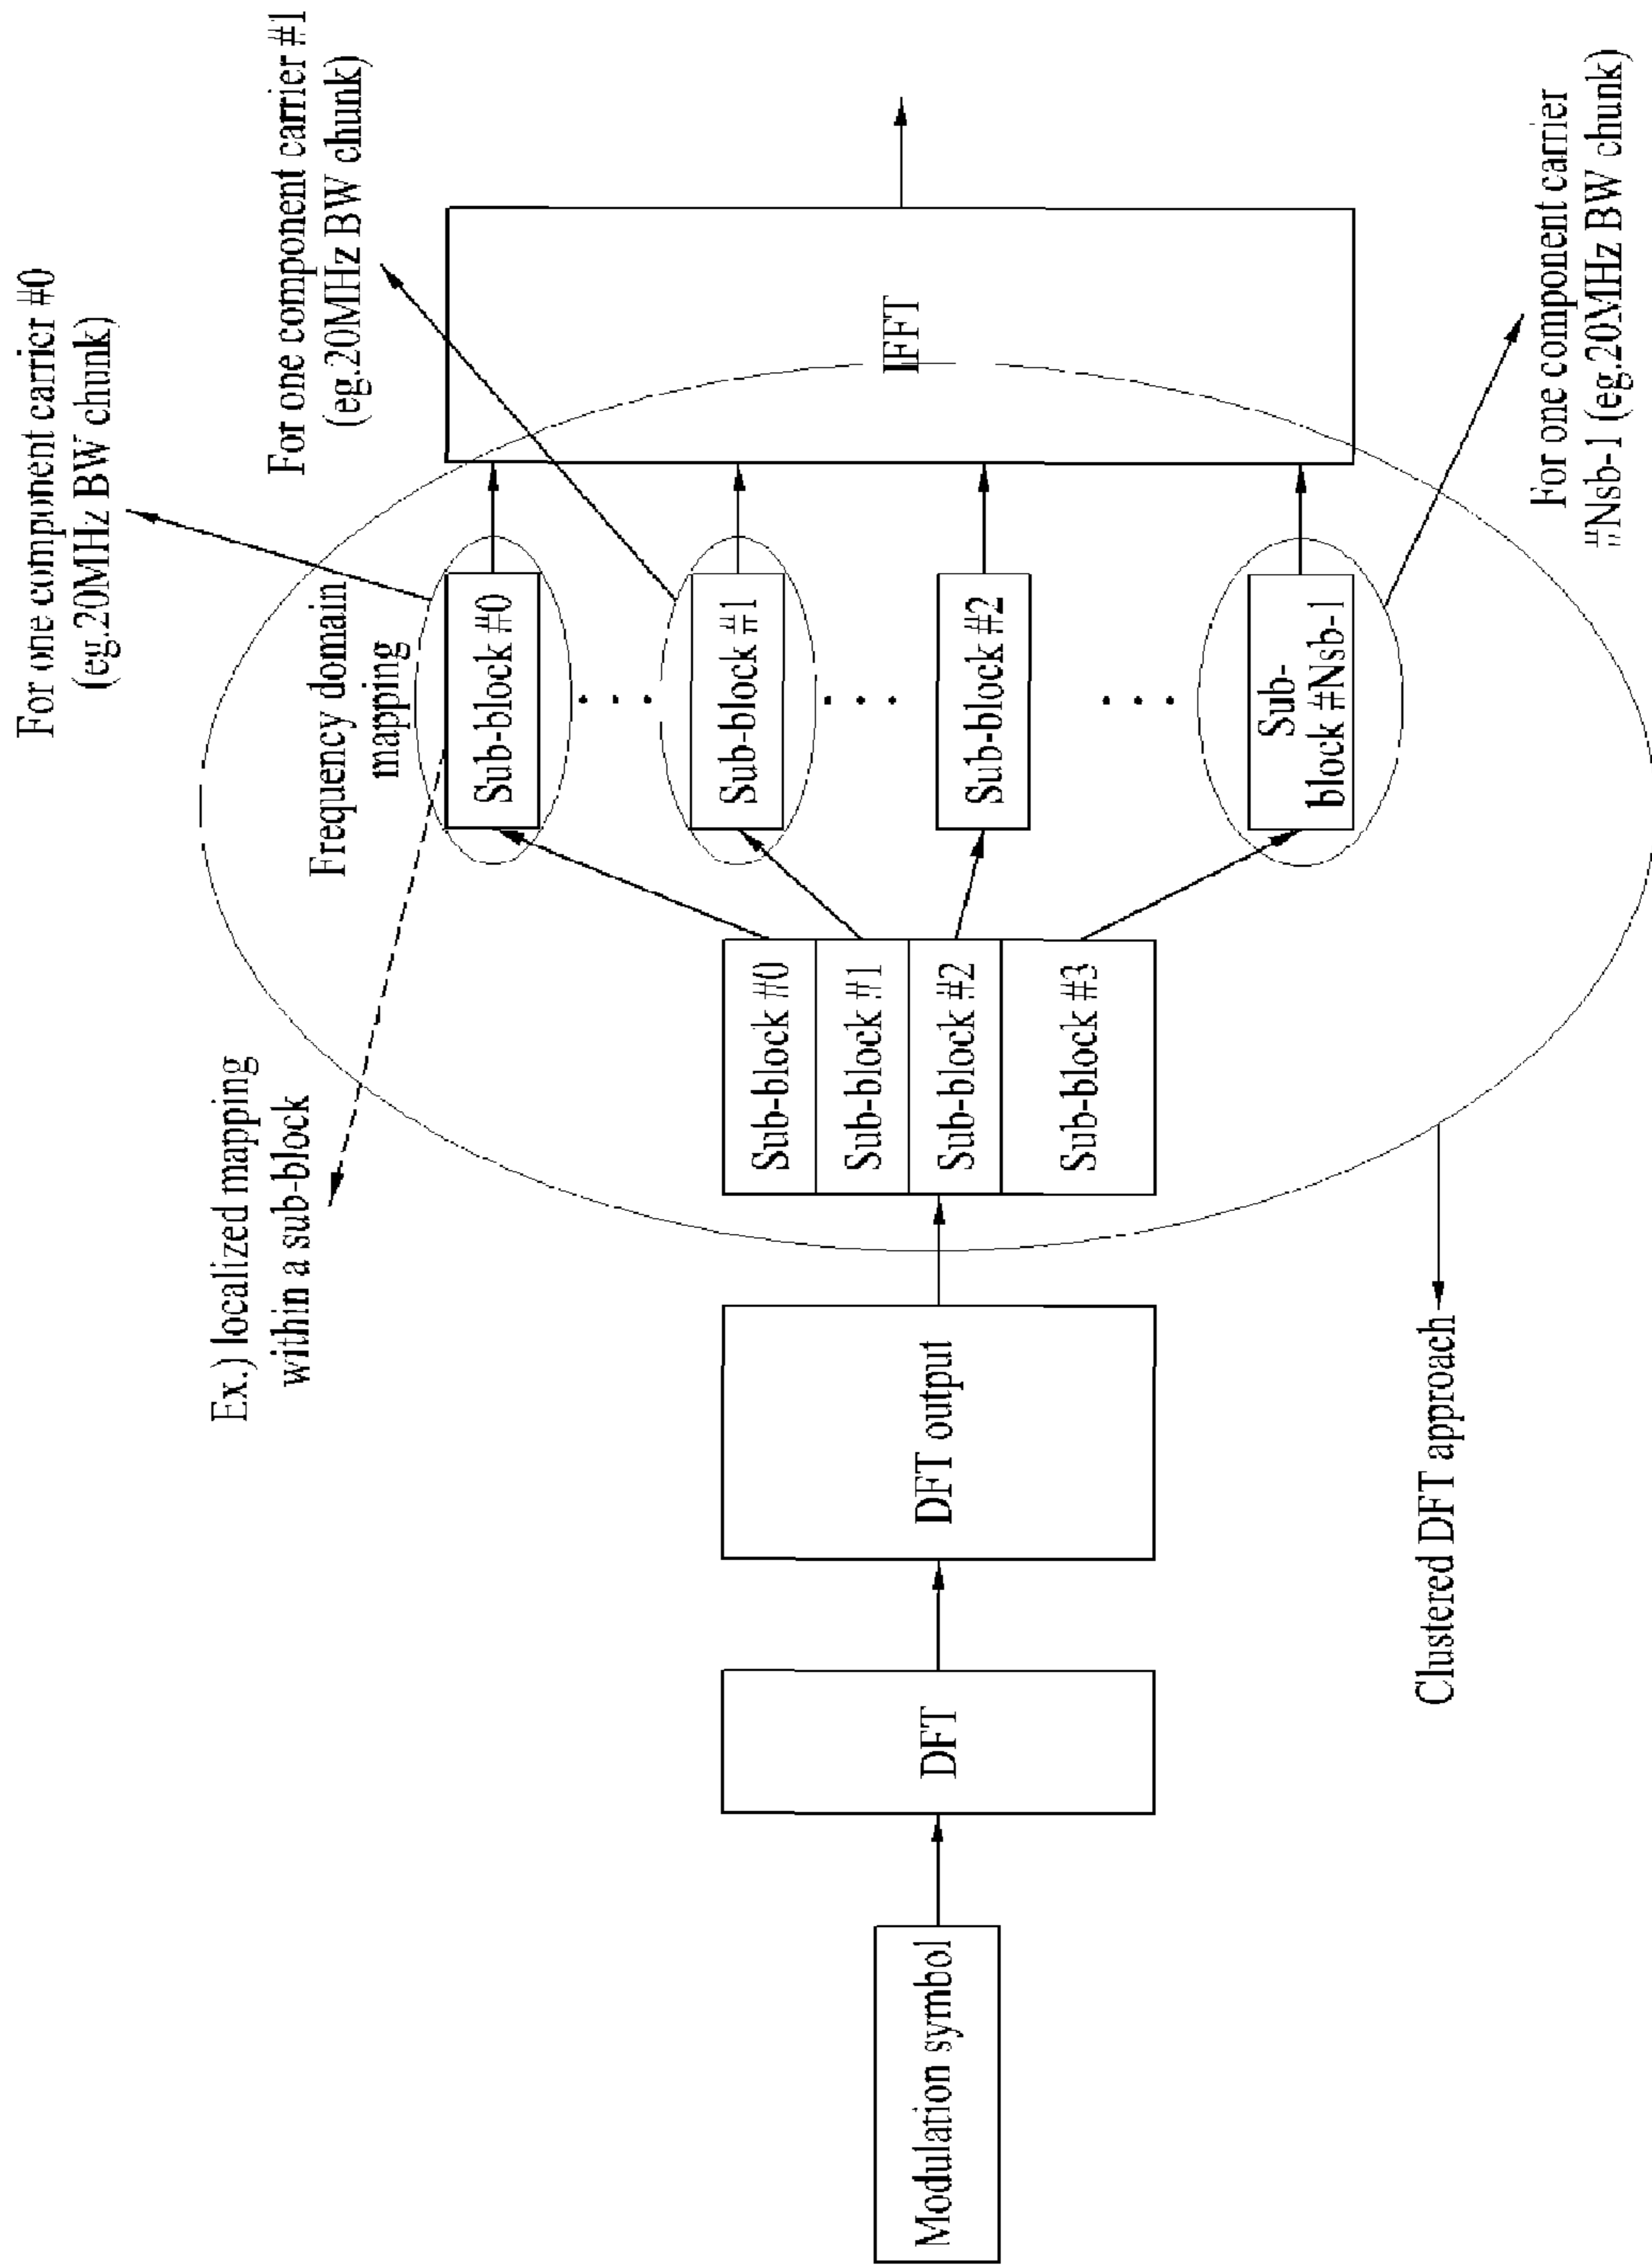 Modulation symbol
DFT
DFT output
Sub-block #0
Sub-block #1
Sub-block #2
Sub-block #3
Ex.) localized mapping
within a sub-block
Frequency domain
mapping
Sub-block #0
Sub-block #1
Sub-block #2
Sub-
block #Nsb-1
IFFT
For one component carrier #0
(eg.20MHz BW chunk)
For one component carrier #1
(eg.20MHz BW chunk)
For one component carrier
#Nsb-1 (eg.20MHz BW chunk)
Clustered DFT approach